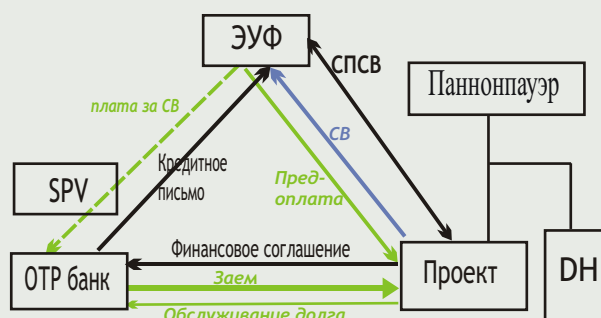 ЭУФ
СПСВ
Паннонпауэр
плата за СВ
СВ
Кредитное
письмо
Пред-
оплата
SPV
Финансовое соглашение
ОТР банк
Заем
Проект
DH
Обслуживание долга